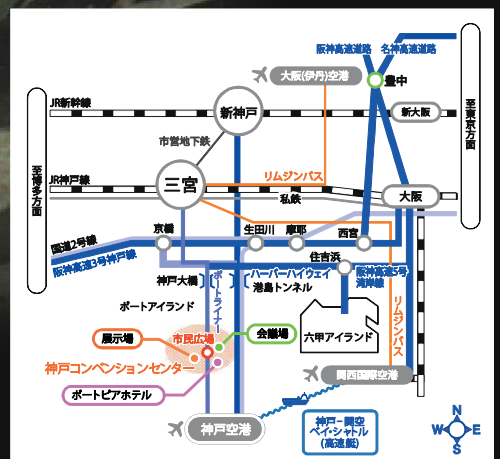 阪神高速道路
名神高速道路
大阪(伊丹)空港
豊中
JR新幹線
新神戸
新大阪
至東京方面
市営地下鉄
至博多方面
JR神戸線
三宮
リムジンバス
私鉄
大阪
京橋
生田川
摩耶
西宮
国道2号線
阪神高速3号神戸線
住吉浜
阪神高速5号
湾岸線
神戸大橋
ポートライナー
ハーバーハイウェイ
港島トンネル
ポートアイランド
六甲アイランド
リムジンバス
展示場
市民広場
会議場
神戸コンベンションセンター
関西国際空港
ポートピアホテル
神戸空港
神戸-関空
ベイ・シャトル
(高速艇)
N
W
E
S